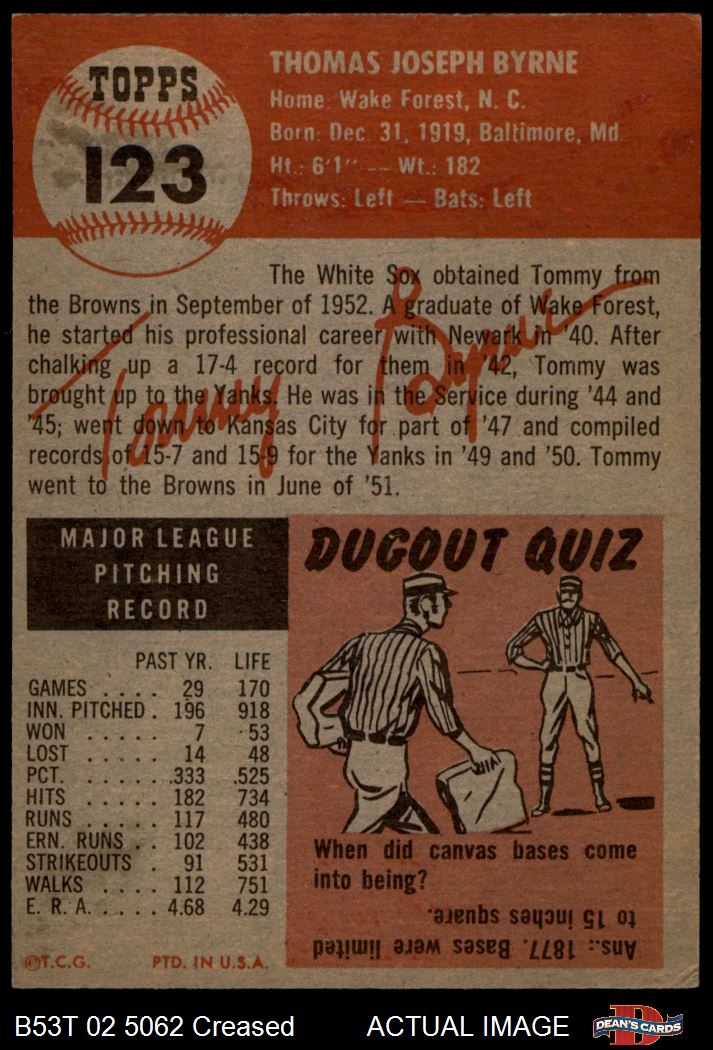 TOPPS
123
THOMAS JOSEPH BYRNE
Home: Wake Forest, N. C.
Born: Dec. 31, 1919, Baltimore, Md.
Ht.: 6'1" — Wt.: 182
Throws: Left — Bats: Left
The White Sox obtained Tommy from
the Browns in September of 1952. A graduate of Wake Forest,
he started his professional career with Newark in '40. After
chalking up a 17-4 record for them in '42, Tommy was
brought up to the Yanks. He was in the Service during '44 and
'45; went down to Kansas City for part of '47 and compiled
records of 15-7 and 15-9 for the Yanks in '49 and '50. Tommy
went to the Browns in June of '51.
Tommy Byrne
MAJOR LEAGUE
PITCHING
RECORD
PAST YR. LIFE
GAMES .... 29 170
INN. PITCHED . 196 918
WON ..... 7 53
LOST ..... 14 48
PCT. ..... .333 .525
HITS ..... 182 734
RUNS ..... 117 480
ERN. RUNS .. 102 438
STRIKEOUTS . 91 531
WALKS .... 112 751
E. R. A. ..... 4.68 4.29
©T.C.G. PTD. IN U.S.A.
DUGOUT QUIZ
When did canvas bases come
into being?
Ans.: 1877. Bases were limited
to 15 inches square.
B53T 02 5062 Creased ACTUAL IMAGE
D
DEAN'S CARDS